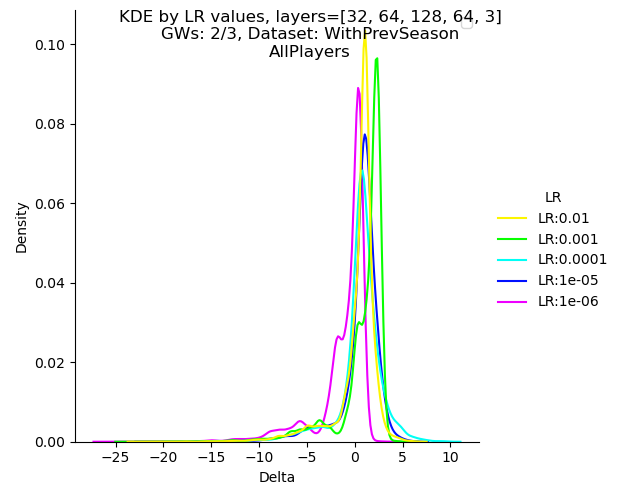 KDE by LR values, layers=[32, 64, 128, 64, 3]
GWs: 2/3, Dataset: WithPrevSeason
AllPlayers
0.10
0.08
0.06
0.04
0.02
0.00
Density
−25
−20
−15
−10
−5
0
5
10
Delta
LR
LR:0.01
LR:0.001
LR:0.0001
LR:1e-05
LR:1e-06